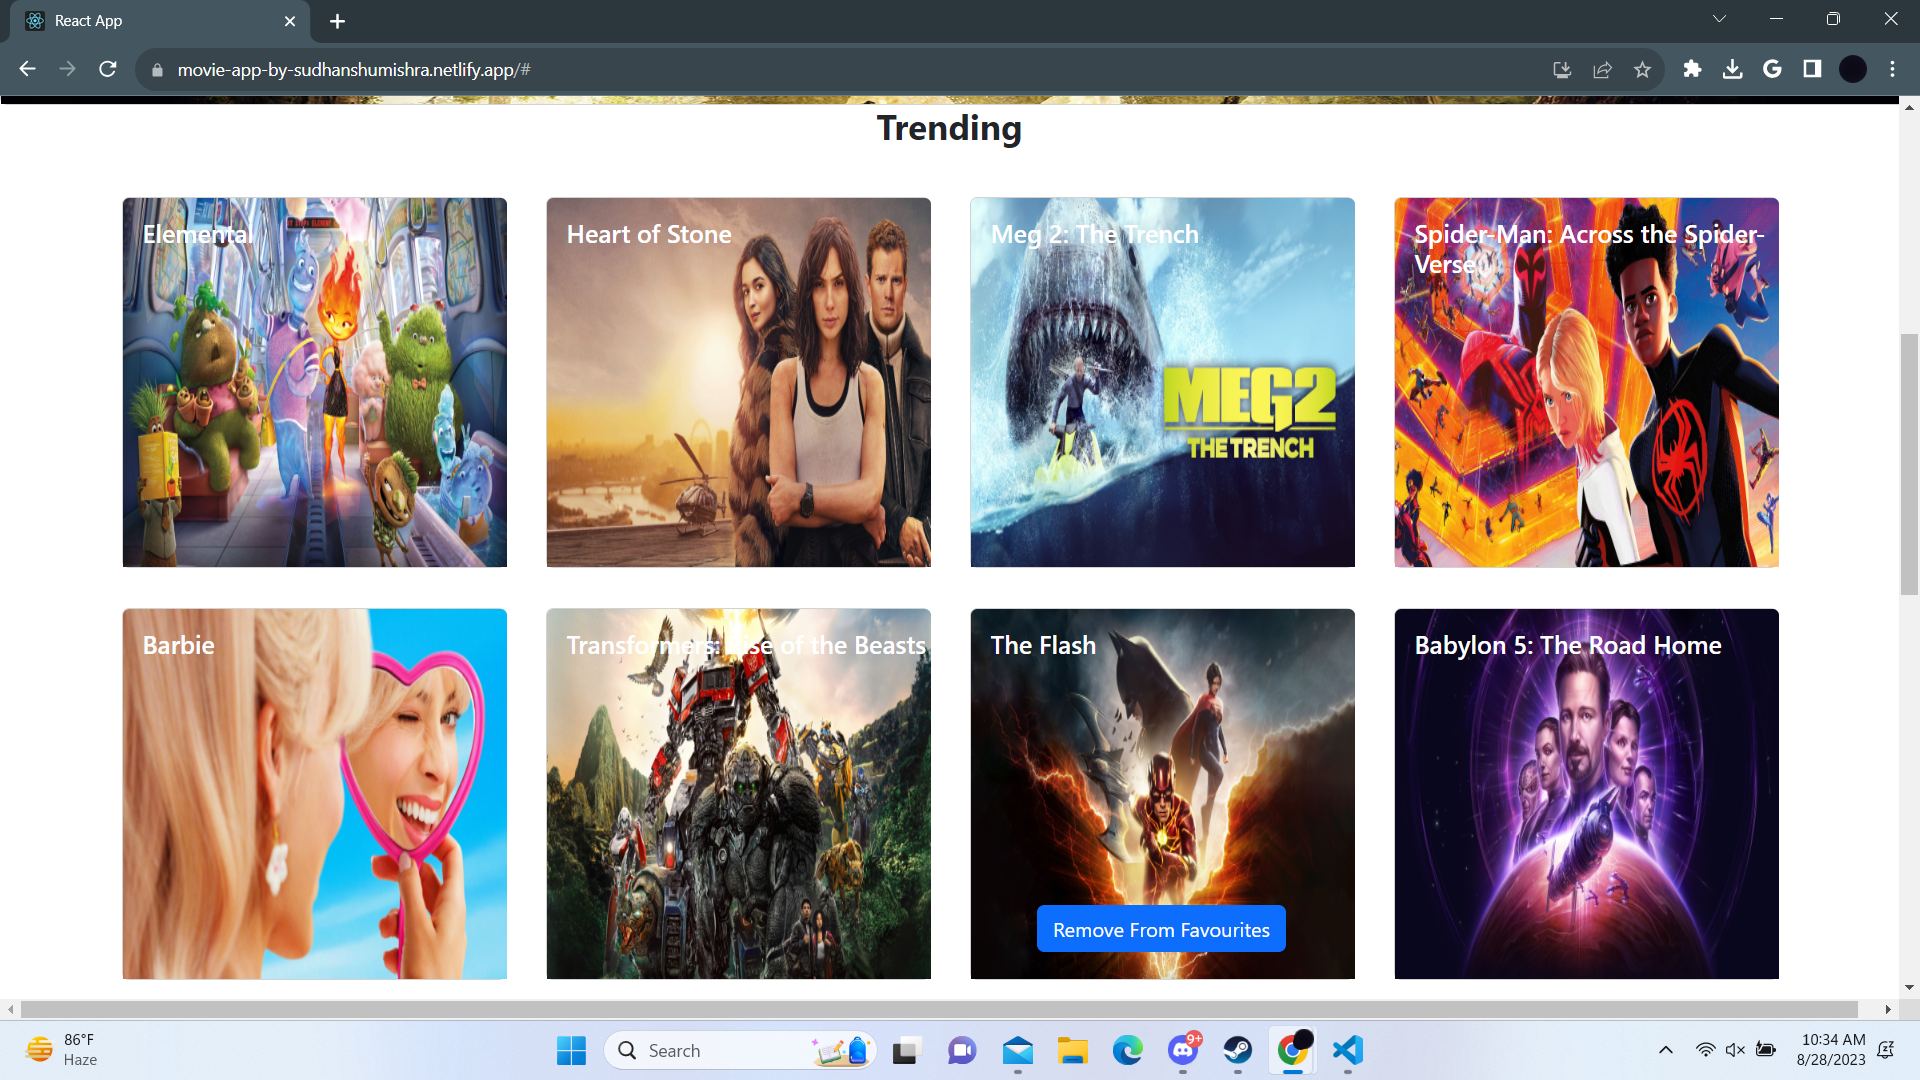 React App
movie-app-by-sudhanshumishra.netlify.app/#
Trending
Elemental
Heart of Stone
Meg 2: The Trench
Spider-Man: Across the Spider-
Verse
MEG2
THE TRENCH
Barbie
Transformers: Rise of the Beasts
The Flash
Babylon 5: The Road Home
Remove From Favourites
86°F
Haze
Search
9+
10:34 AM
8/28/2023